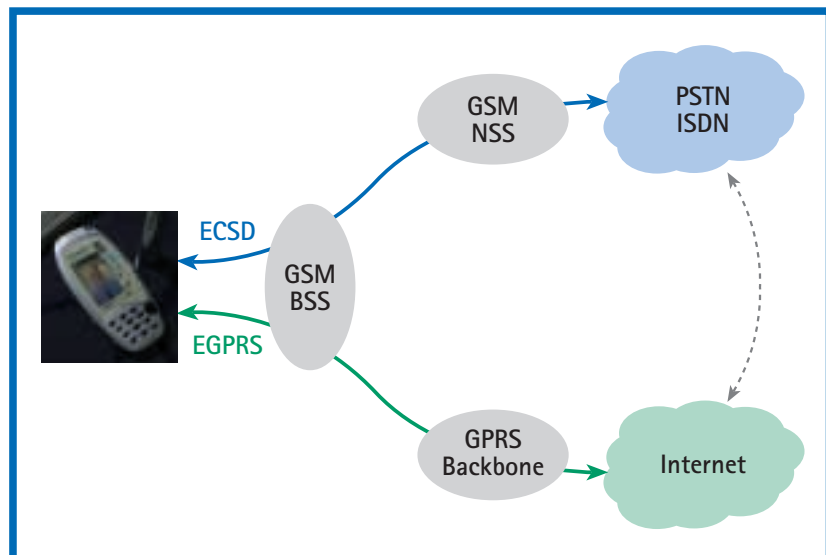 GSM
NSS
PSTN
ISDN
ECSD
GSM
BSS
EGPRS
GPRS
Backbone
Internet